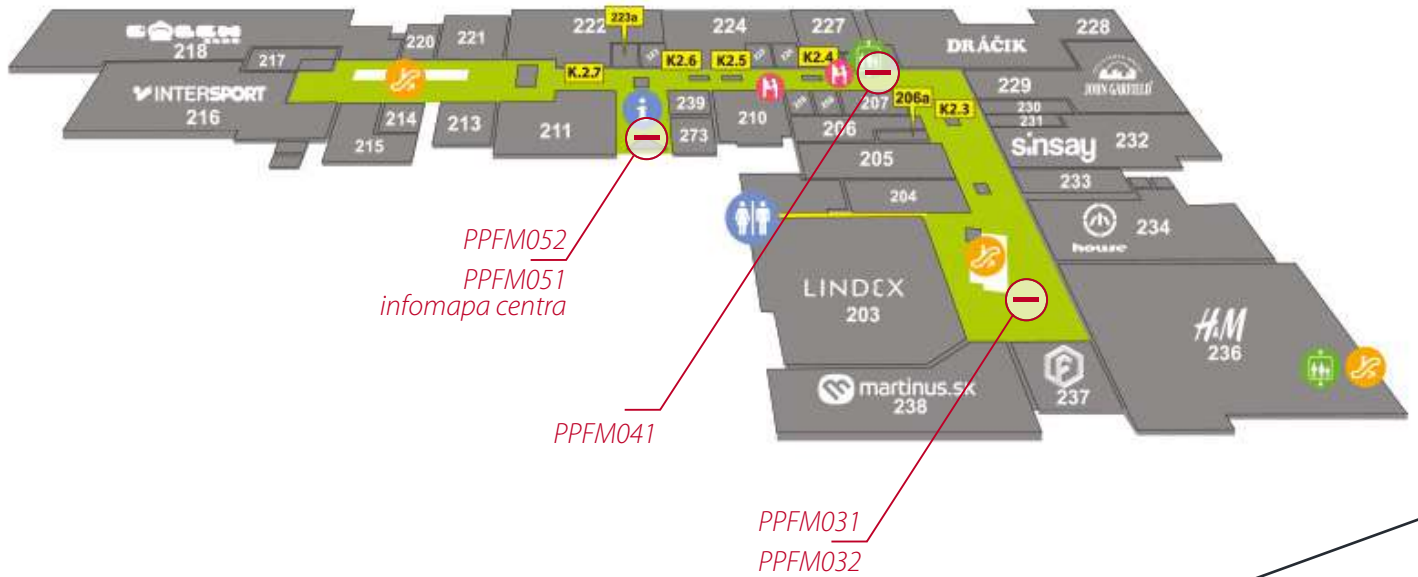 218
217
220
221
222
223a
224
227
DRÁČIK
228
INTERSPORT
216
K.2.7
K2.6
K2.5
K2.4
229
JOHN GARFIELD
215
214
213
211
i
239
273
210
206
207
206a
K2.3
230
231
sinsay
232
205
204
233
house
234
LINDEX
203
martinus.sk
238
F
237
H&M
236
PPFM052
PPFM051
infomapa centra
PPFM041
PPFM031
PPFM032